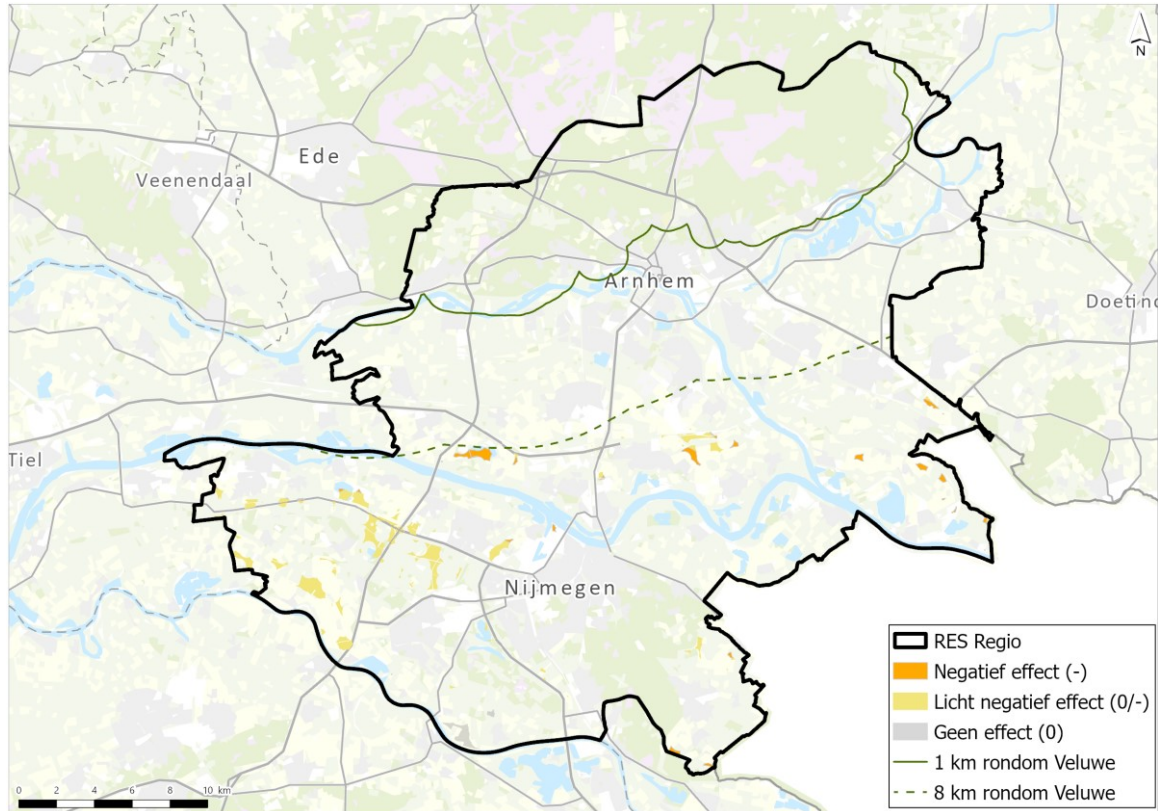 N
Ede
Veenendaal
Arnhem
Doetinc
Tiel
Nijmegen
RES Regio
Negatief effect (-)
Licht negatief effect (0/-)
Geen effect (0)
1 km rondom Veluwe
8 km rondom Veluwe
0 2 4 6 8 10 km